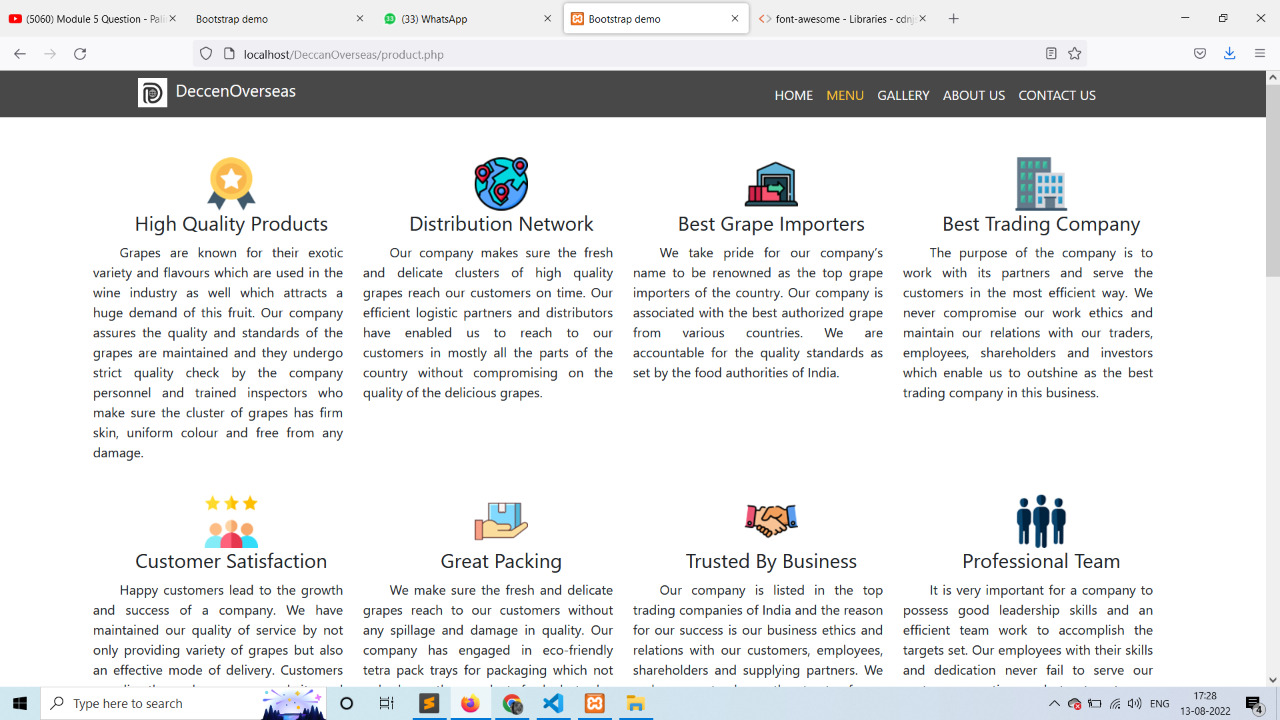 (5060) Module 5 Question - Pali
Bootstrap demo
33
(33) WhatsApp
Bootstrap demo
font-awesome - Libraries - cdnj
localhost/DeccanOverseas/product.php
DeccenOverseas
HOME MENU GALLERY ABOUT US CONTACT US
High Quality Products
Grapes are known for their exotic
variety and flavours which are used in the
wine industry as well which attracts a
huge demand of this fruit. Our company
assures the quality and standards of the
grapes are maintained and they undergo
strict quality check by the company
personnel and trained inspectors who
make sure the cluster of grapes has firm
skin, uniform colour and free from any
damage.
Distribution Network
Our company makes sure the fresh
and delicate clusters of high quality
grapes reach our customers on time. Our
efficient logistic partners and distributors
have enabled us to reach to our
customers in mostly all the parts of the
country without compromising on the
quality of the delicious grapes.
Best Grape Importers
We take pride for our company's
name to be renowned as the top grape
importers of the country. Our company is
associated with the best authorized grape
from various countries. We are
accountable for the quality standards as
set by the food authorities of India.
Best Trading Company
The purpose of the company is to
work with its partners and serve the
customers in the most efficient way. We
never compromise our work ethics and
maintain our relations with our traders,
employees, shareholders and investors
which enable us to outshine as the best
trading company in this business.
Customer Satisfaction
Happy customers lead to the growth
and success of a company. We have
maintained our quality of service by not
only providing variety of grapes but also
an effective mode of delivery. Customers
Great Packing
We make sure the fresh and delicate
grapes reach to our customers without
any spillage and damage in quality. Our
company has engaged in eco-friendly
tetra pack trays for packaging which not
Trusted By Business
Our company is listed in the top
trading companies of India and the reason
for our success is our business ethics and
relations with our customers, employees,
shareholders and supplying partners. We
Professional Team
It is very important for a company to
possess good leadership skills and an
efficient team work to accomplish the
targets set. Our employees with their skills
and dedication never fail to serve our
Type here to search
ENG
17:28
13-08-2022
4